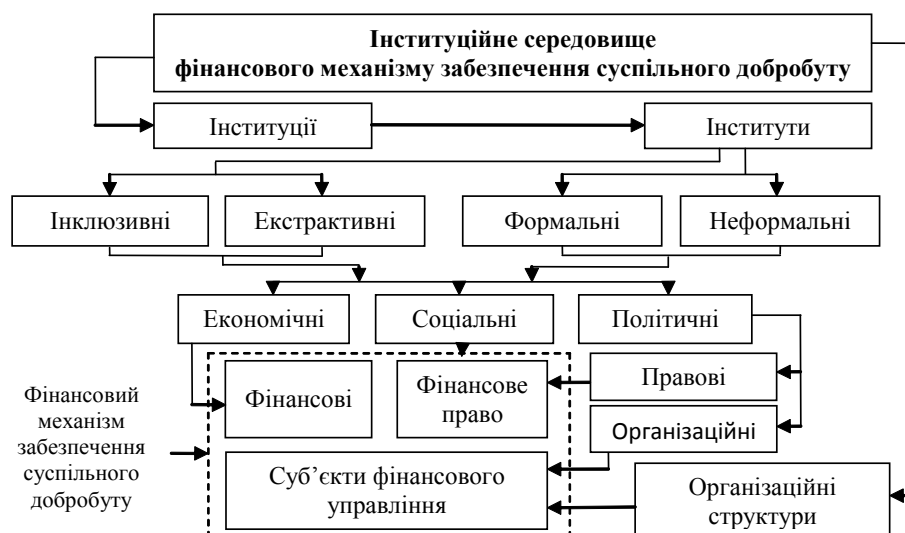 Інституційне середовище
фінансового механізму забезпечення суспільного добробуту
Інституції
Інститути
Інклюзивні
Екстрактивні
Формальні
Неформальні
Економічні
Соціальні
Політичні
Фінансовий
механізм
забезпечення
суспільного
добробуту
Фінансові
Фінансове
право
Правові
Організаційні
Суб’єкти фінансового
управління
Організаційні
структури